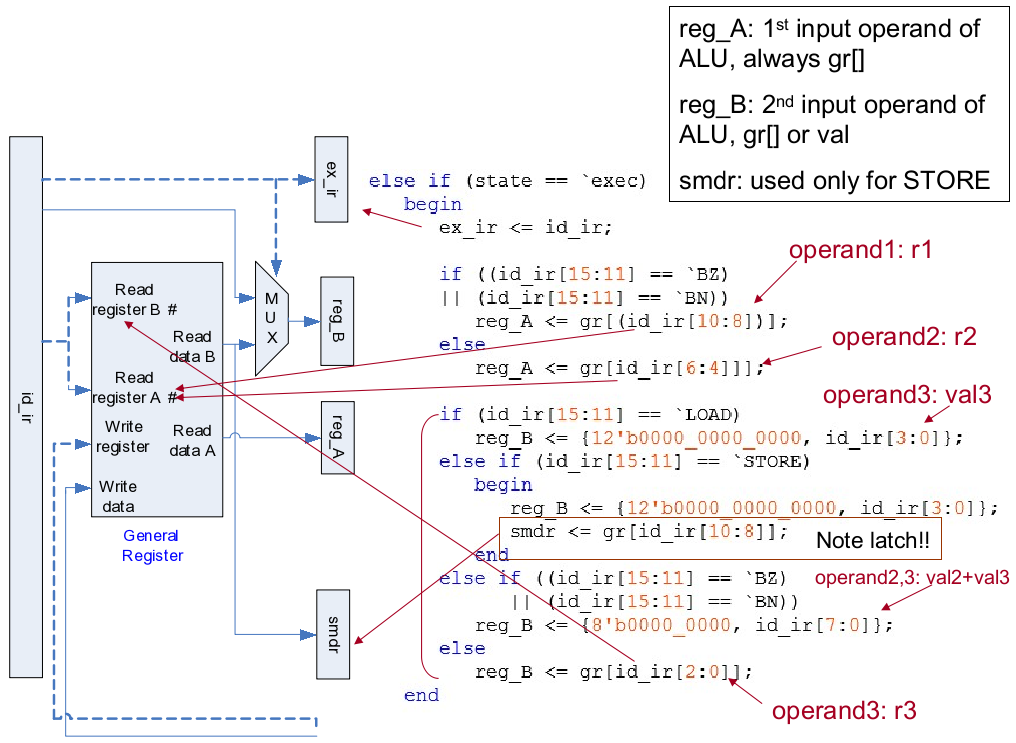 reg_A: 1st input operand of
ALU, always gr[]
reg_B: 2nd input operand of
ALU, gr[] or val
smdr: used only for STORE
id_ir
ex_ir
Read
register B #
Read
data B
Read
register A #
Write
register
Read
data A
Write
data
General
Register
M
U
X
reg_B
reg_A
smdr
else if (state == `exec)
begin
ex_ir <= id_ir;
if ((id_ir[15:11] == `BZ)
|| (id_ir[15:11] == `BN))
reg_A <= gr[(id_ir[10:8])];
else
reg_A <= gr[id_ir[6:4]]];
if (id_ir[15:11] == `LOAD)
reg_B <= {12'b0000_0000_0000, id_ir[3:0]};
else if (id_ir[15:11] == `STORE)
begin
reg_B <= {12'b0000_0000_0000, id_ir[3:0]};
smdr <= gr[id_ir[10:8]];
end
else if ((id_ir[15:11] == `BZ)
|| (id_ir[15:11] == `BN))
reg_B <= {8'b0000_0000, id_ir[7:0]};
else
reg_B <= gr[id_ir[2:0]];
end
operand1: r1
operand2: r2
operand3: val3
Note latch!!
operand2,3: val2+val3
operand3: r3